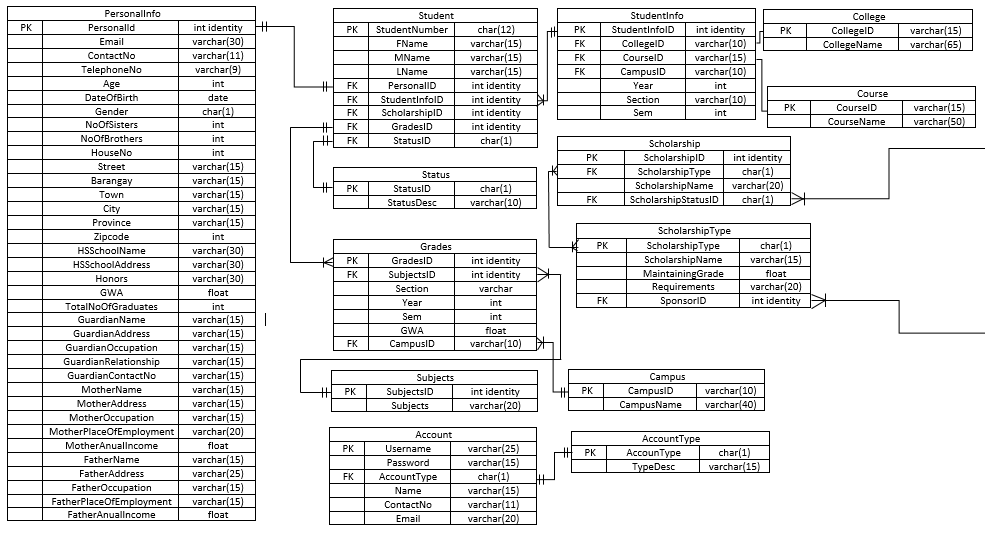 PersonalInfo
PK PersonalId int identity
Email varchar(30)
ContactNo varchar(11)
TelephoneNo varchar(9)
Age int
DateOfBirth date
Gender char(1)
NoOfSisters int
NoOfBrothers int
HouseNo int
Street varchar(15)
Barangay varchar(15)
Town varchar(15)
City varchar(15)
Province varchar(15)
Zipcode int
HSSchoolName varchar(30)
HSSchoolAddress varchar(30)
Honors varchar(30)
GWA float
TotalNoOfGraduates int
GuardianName varchar(15)
GuardianAddress varchar(15)
GuardianOccupation varchar(15)
GuardianRelationship varchar(15)
GuardianContactNo varchar(15)
MotherName varchar(15)
MotherAddress varchar(15)
MotherOccupation varchar(15)
MotherPlaceOfEmployment varchar(20)
MotherAnualIncome float
FatherName varchar(15)
FatherAddress varchar(25)
FatherOccupation varchar(15)
FatherPlaceOfEmployment varchar(15)
FatherAnualIncome float
Student
PK StudentNumber char(12)
FName varchar(15)
MName varchar(15)
LName varchar(15)
FK PersonalID int identity
FK StudentInfoID int identity
FK ScholarshipID int identity
FK GradesID int identity
FK StatusID char(1)
Status
PK StatusID char(1)
StatusDesc varchar(10)
Grades
PK GradesID int identity
FK SubjectsID int identity
Section varchar
Year int
Sem int
GWA float
FK CampusID varchar(10)
Subjects
PK SubjectsID int identity
Subjects varchar(20)
Account
PK Username varchar(25)
Password varchar(15)
FK AccountType char(1)
Name varchar(15)
ContactNo varchar(11)
Email varchar(20)
StudentInfo
PK StudentInfoID int identity
FK CollegeID varchar(10)
FK CourseID varchar(15)
FK CampusID varchar(10)
Year int
Section varchar(10)
Sem int
College
PK CollegeID varchar(15)
CollegeName varchar(65)
Course
PK CourseID varchar(15)
CourseName varchar(50)
Scholarship
PK ScholarshipID int identity
FK ScholarshipType char(1)
ScholarshipName varchar(20)
FK ScholarshipStatusID char(1)
ScholarshipType
PK ScholarshipType char(1)
ScholarshipName varchar(15)
MaintainingGrade float
Requirements varchar(20)
FK SponsorID int identity
Campus
PK CampusID varchar(10)
CampusName varchar(40)
AccountType
PK AccounType char(1)
TypeDesc varchar(15)